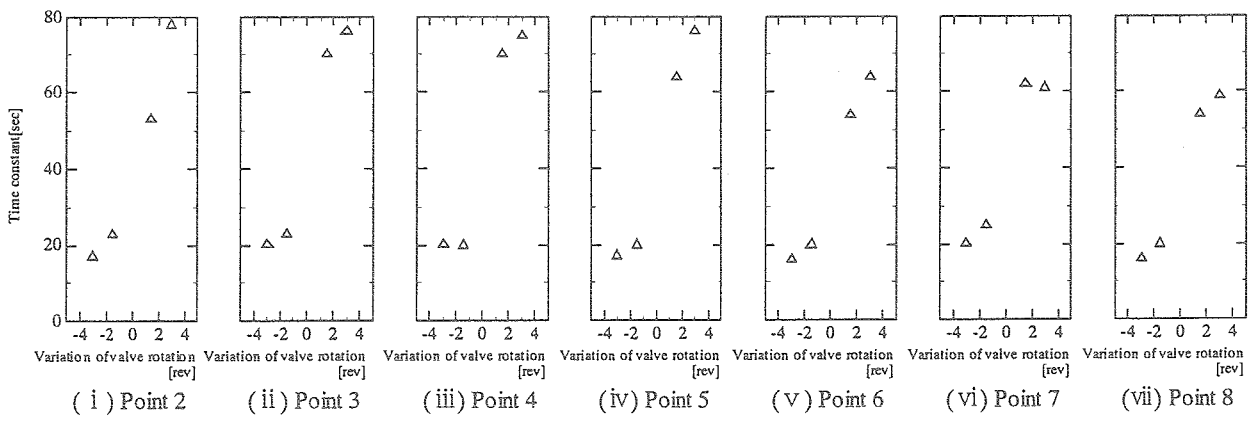 Time constant[sec]
80
60
40
20
0
-4 -2 0 2 4
-4 -2 0 2 4
-4 -2 0 2 4
-4 -2 0 2 4
-4 -2 0 2 4
-4 -2 0 2 4
-4 -2 0 2 4
Variation of valve rotation
[rev]
Variation of valve rotation
[rev]
Variation of valve rotation
[rev]
Variation of valve rotation
[rev]
Variation of valve rotation
[rev]
Variation of valve rotation
[rev]
Variation of valve rotation
[rev]
(i) Point 2
(ii) Point 3
(iii) Point 4
(iv) Point 5
(v) Point 6
(vi) Point 7
(vii) Point 8